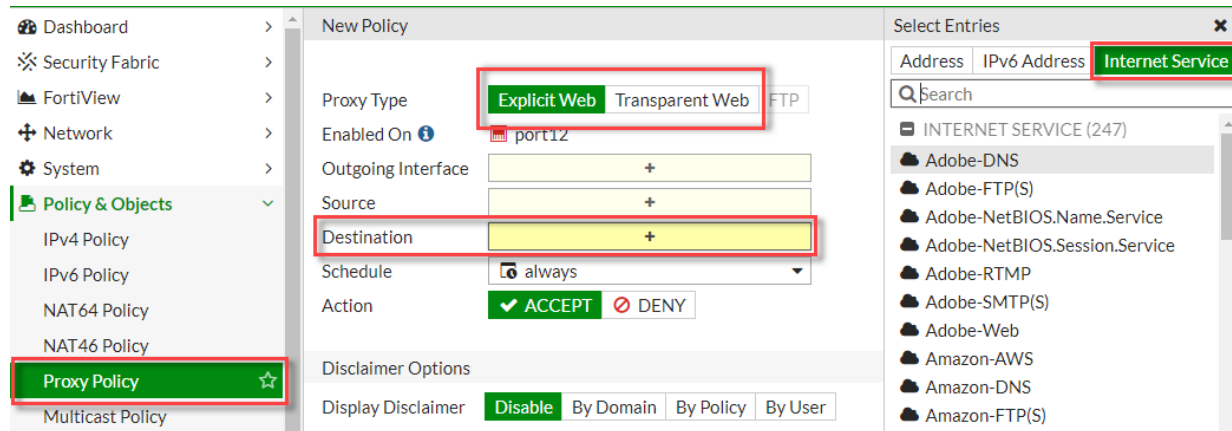 Dashboard
Security Fabric
FortiView
Network
System
Policy & Objects
IPv4 Policy
IPv6 Policy
NAT64 Policy
NAT46 Policy
Proxy Policy
Multicast Policy
New Policy
Proxy Type Explicit Web Transparent Web FTP
Enabled On port12
Outgoing Interface +
Source +
Destination +
Schedule always
Action ACCEPT DENY
Disclaimer Options
Display Disclaimer Disable By Domain By Policy By User
Select Entries
Address IPv6 Address Internet Service
Search
INTERNET SERVICE (247)
Adobe-DNS
Adobe-FTP(S)
Adobe-NetBIOS.Name.Service
Adobe-NetBIOS.Session.Service
Adobe-RTMP
Adobe-SMTP(S)
Adobe-Web
Amazon-AWS
Amazon-DNS
Amazon-FTP(S)